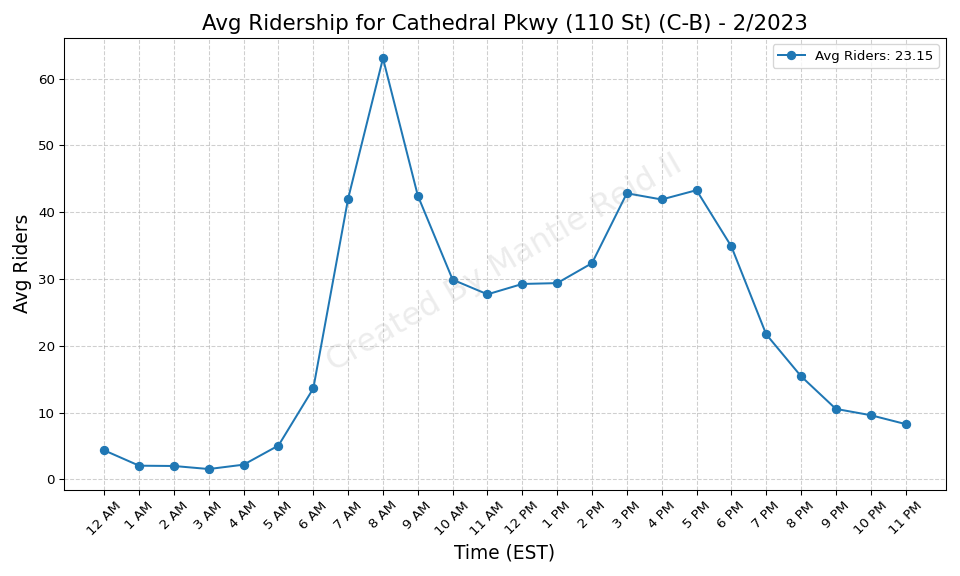 Avg Ridership for Cathedral Pkwy (110 St) (C-B) - 2/2023
Avg Riders: 23.15
60
50
40
30
20
10
0
Avg Riders
Created By Mantie Reid II
12 AM
1 AM
2 AM
3 AM
4 AM
5 AM
6 AM
7 AM
8 AM
9 AM
10 AM
11 AM
12 PM
1 PM
2 PM
3 PM
4 PM
5 PM
6 PM
7 PM
8 PM
9 PM
10 PM
11 PM
Time (EST)